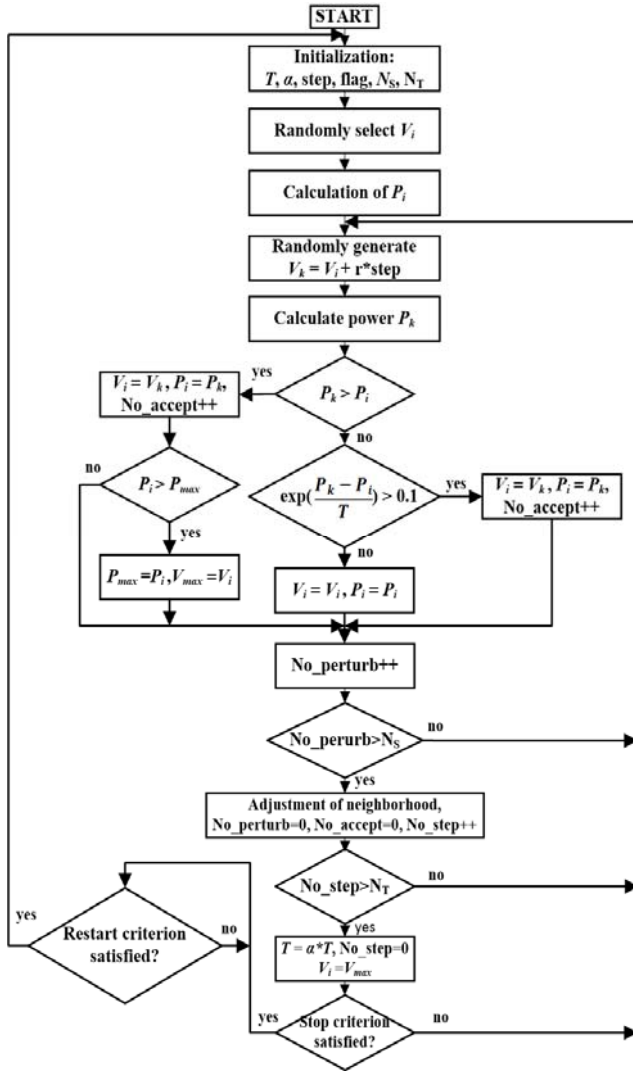 START
Initialization:
T, α, step, flag, N_S, N_T
Randomly select V_i
Calculation of P_i
Randomly generate
V_k = V_i + r*step
Calculate power P_k
yes
V_i = V_k, P_i = P_k,
No_accept++
P_k > P_i
no
no
P_i > P_max
exp((P_k − P_i)/T) > 0.1
yes
V_i = V_k, P_i = P_k,
No_accept++
yes
no
P_max =P_i,V_max =V_i
V_i = V_i, P_i = P_i
No_perturb++
No_perurb>N_S
no
yes
Adjustment of neighborhood,
No_perturb=0, No_accept=0, No_step++
No_step>N_T
no
yes
Restart criterion
satisfied?
no
yes
T = α*T, No_step=0
V_i =V_max
yes
Stop criterion
satisfied?
no